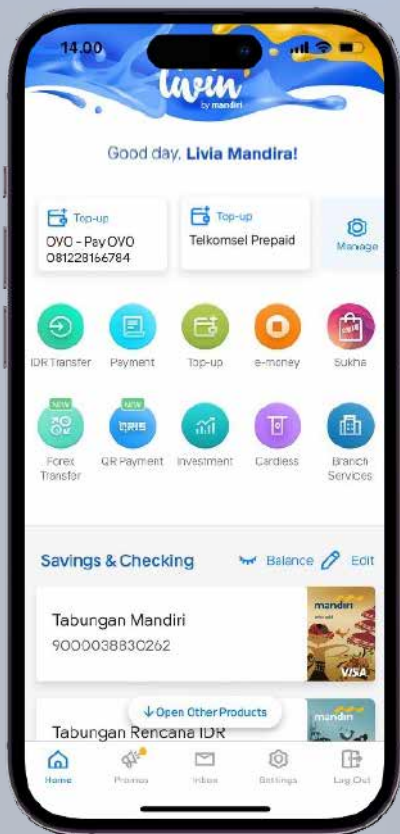 14.00
livin'
by mandiri
Good day, Livia Mandira!
Top-up
OVO - Pay OVO
081228166784
Top-up
Telkomsel Prepaid
Manage
IDR Transfer
Payment
Top-up
e-money
Sukha
NEW
NEW
QRIS
Forex
Transfer
QR Payment
Investment
Cardless
Branch
Services
Savings & Checking
Balance
Edit
Tabungan Mandiri
9000038830262
mandiri
VISA
Open Other Products
Tabungan Rencana IDR
mandiri
Home
Promos
Inbox
Settings
Log Out